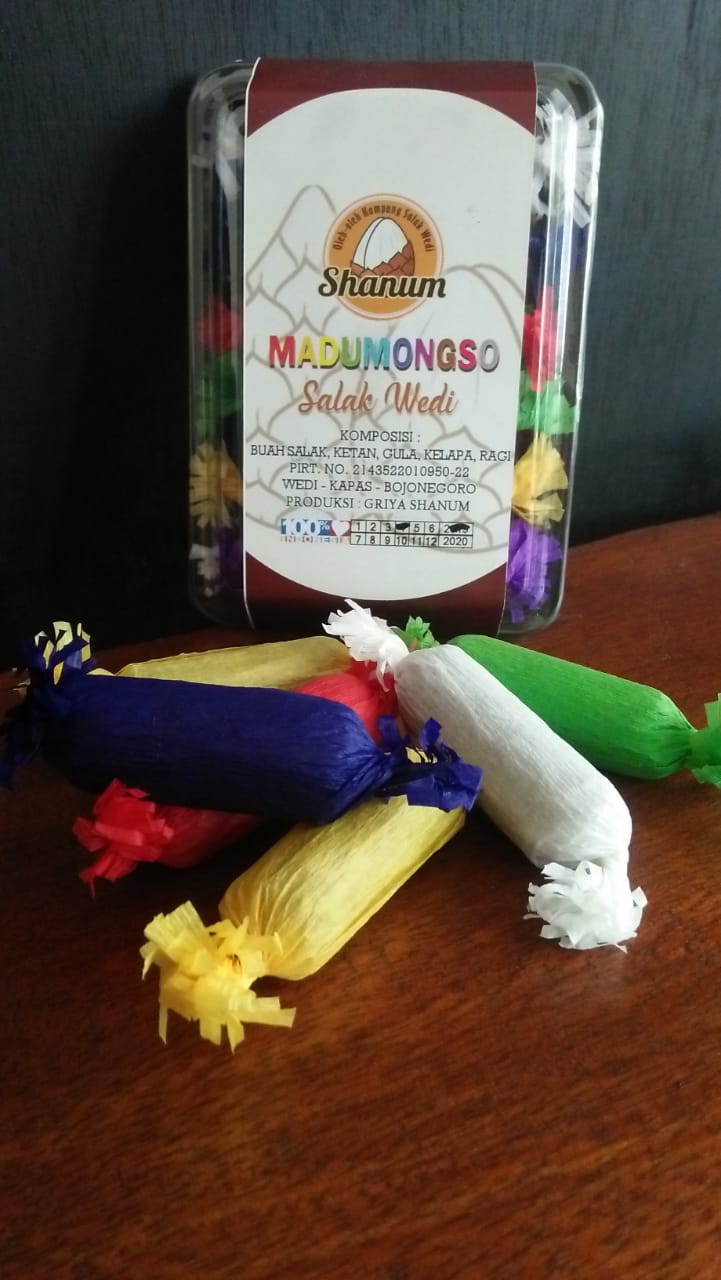 Oleh-oleh Kampung Salak Wedi
Shanum
MADUMONGSO
Salak Wedi
KOMPOSISI :
BUAH SALAK, KETAN, GULA, KELAPA, RAGI
PIRT. NO. 2143522010950-22
WEDI - KAPAS - BOJONEGORO
PRODUKSI : GRIYA SHANUM
100% 1 2 3 5 6
INDONESIA 7 8 9 10 11 12 2020